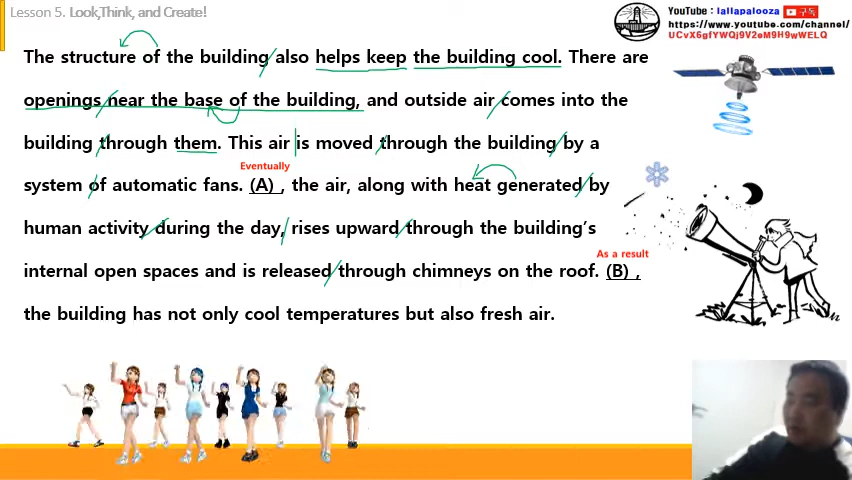 Lesson 5. Look,Think, and Create!
YouTube : lallapalooza 구독
https://www.youtube.com/channel/
UCvX6gfYWQj9V2eM9H9wWELQ
The structure of the building also helps keep the building cool. There are
openings near the base of the building, and outside air comes into the
building through them. This air is moved through the building by a
Eventually
system of automatic fans. (A) , the air, along with heat generated by
human activity during the day, rises upward through the building's
As a result
internal open spaces and is released through chimneys on the roof. (B) ,
the building has not only cool temperatures but also fresh air.